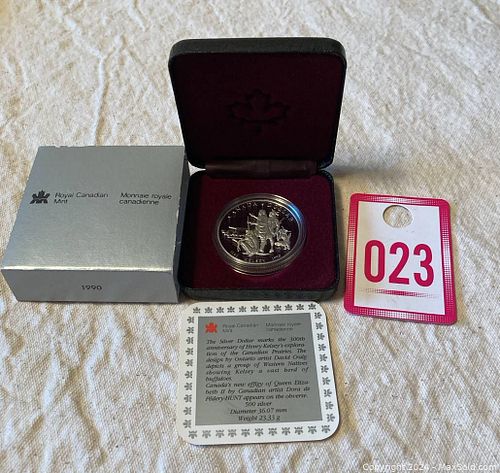 Royal Canadian Monnaie royale
Mint canadienne
1990
CANADA DOLLAR
023
Royal Canadian Monnaie royale
Mint canadienne
The Silver Dollar marks the 300th
anniversary of Henry Kelsey's explora-
tion of the Canadian Prairies. The
design by Ontario artist David Craig
depicts a group of Western Natives
showing Kelsey a vast herd of
buffaloes.
Canada's new effigy of Queen Eliza-
beth II by Canadian artist Dora de
Pédery-HUNT appears on the obverse.
500 silver
Diameter 36.07 mm
Weight 23.33 g
Copyright 2024 - MaxSold.com